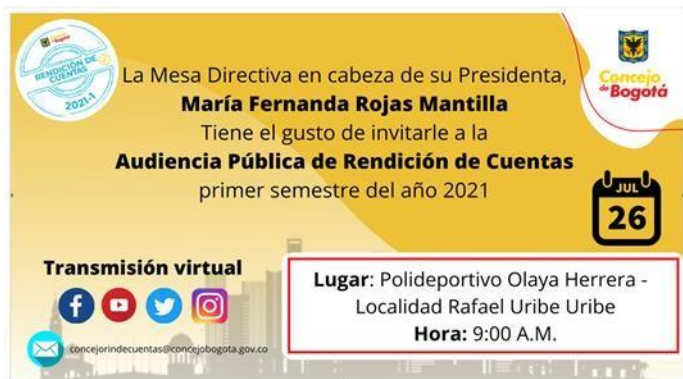 RENDICIÓN DE
CUENTAS
2021-1
Concejo
de Bogotá
La Mesa Directiva en cabeza de su Presidenta,
María Fernanda Rojas Mantilla
Tiene el gusto de invitarle a la
Audiencia Pública de Rendición de Cuentas
primer semestre del año 2021
JUL
26
Transmisión virtual
Lugar: Polideportivo Olaya Herrera -
Localidad Rafael Uribe Uribe
Hora: 9:00 A.M.
concejorindecuentas@concejobogota.gov.co